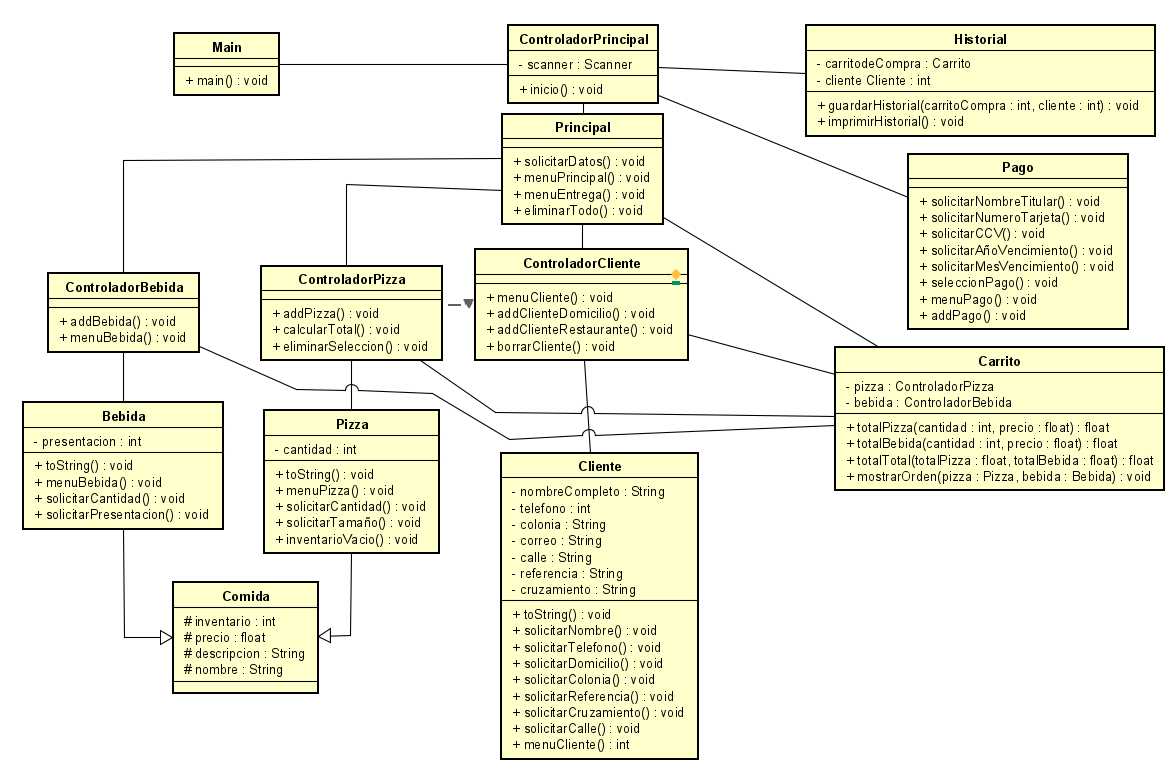 Main
+ main() : void
ControladorPrincipal
- scanner : Scanner
+ inicio() : void
Historial
- carritodeCompra : Carrito
- cliente Cliente : int
+ guardarHistorial(carritoCompra : int, cliente : int) : void
+ imprimirHistorial() : void
Principal
+ solicitarDatos() : void
+ menuPrincipal() : void
+ menuEntrega() : void
+ eliminarTodo() : void
Pago
+ solicitarNombreTitular() : void
+ solicitarNumeroTarjeta() : void
+ solicitarCCV() : void
+ solicitarAñoVencimiento() : void
+ solicitarMesVencimiento() : void
+ seleccionPago() : void
+ menuPago() : void
+ addPago() : void
ControladorBebida
+ addBebida() : void
+ menuBebida() : void
ControladorPizza
+ addPizza() : void
+ calcularTotal() : void
+ eliminarSeleccion() : void
ControladorCliente
+ menuCliente() : void
+ addClienteDomicilio() : void
+ addClienteRestaurante() : void
+ borrarCliente() : void
Carrito
- pizza : ControladorPizza
- bebida : ControladorBebida
+ totalPizza(cantidad : int, precio : float) : float
+ totalBebida(cantidad : int, precio : float) : float
+ totalTotal(totalPizza : float, totalBebida : float) : float
+ mostrarOrden(pizza : Pizza, bebida : Bebida) : void
Bebida
- presentacion : int
+ toString() : void
+ menuBebida() : void
+ solicitarCantidad() : void
+ solicitarPresentacion() : void
Pizza
- cantidad : int
+ toString() : void
+ menuPizza() : void
+ solicitarCantidad() : void
+ solicitarTamaño() : void
+ inventarioVacio() : void
Cliente
- nombreCompleto : String
- telefono : int
- colonia : String
- correo : String
- calle : String
- referencia : String
- cruzamiento : String
+ toString() : void
+ solicitarNombre() : void
+ solicitarTelefono() : void
+ solicitarDomicilio() : void
+ solicitarColonia() : void
+ solicitarReferencia() : void
+ solicitarCruzamiento() : void
+ solicitarCalle() : void
+ menuCliente() : int
Comida
# inventario : int
# precio : float
# descripcion : String
# nombre : String